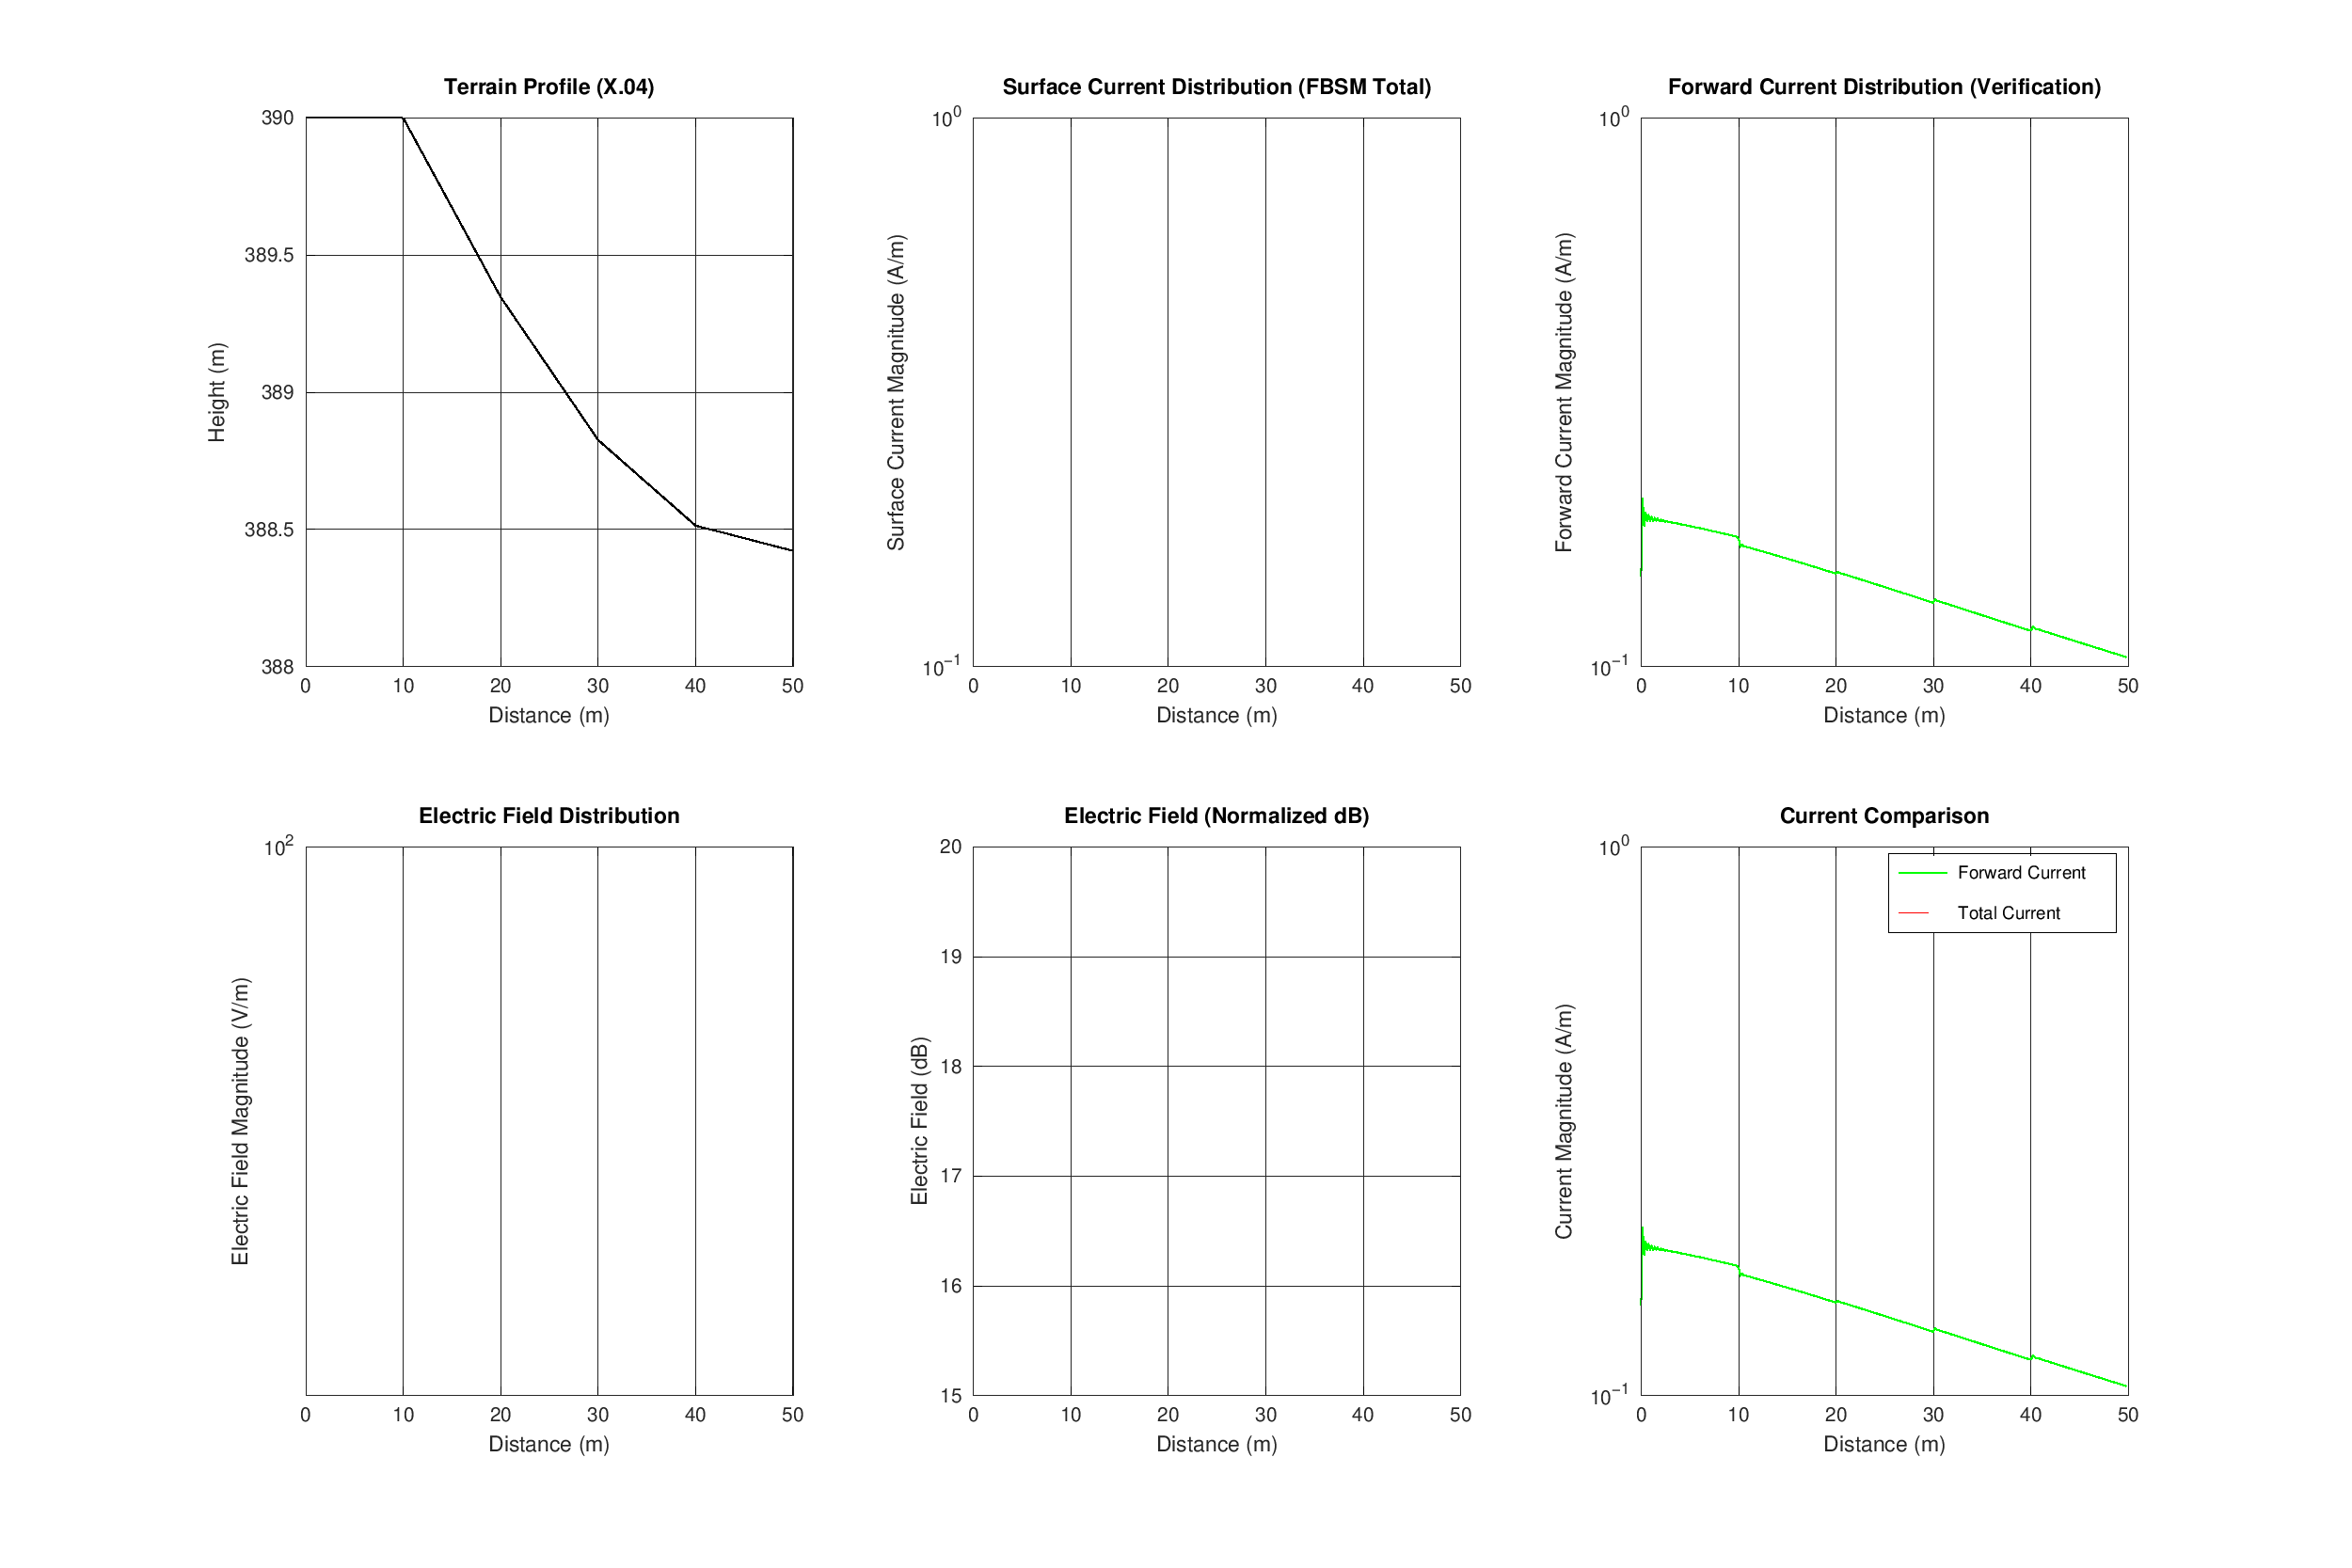 Terrain Profile (X.04)
390
389.5
389
388.5
388
Height (m)
0 10 20 30 40 50
Distance (m)
Surface Current Distribution (FBSM Total)
10^0
10^-1
Surface Current Magnitude (A/m)
0 10 20 30 40 50
Distance (m)
Forward Current Distribution (Verification)
10^0
10^-1
Forward Current Magnitude (A/m)
0 10 20 30 40 50
Distance (m)
Electric Field Distribution
10^2
Electric Field Magnitude (V/m)
0 10 20 30 40 50
Distance (m)
Electric Field (Normalized dB)
20
19
18
17
16
15
Electric Field (dB)
0 10 20 30 40 50
Distance (m)
Current Comparison
10^0
10^-1
Current Magnitude (A/m)
Forward Current
Total Current
0 10 20 30 40 50
Distance (m)